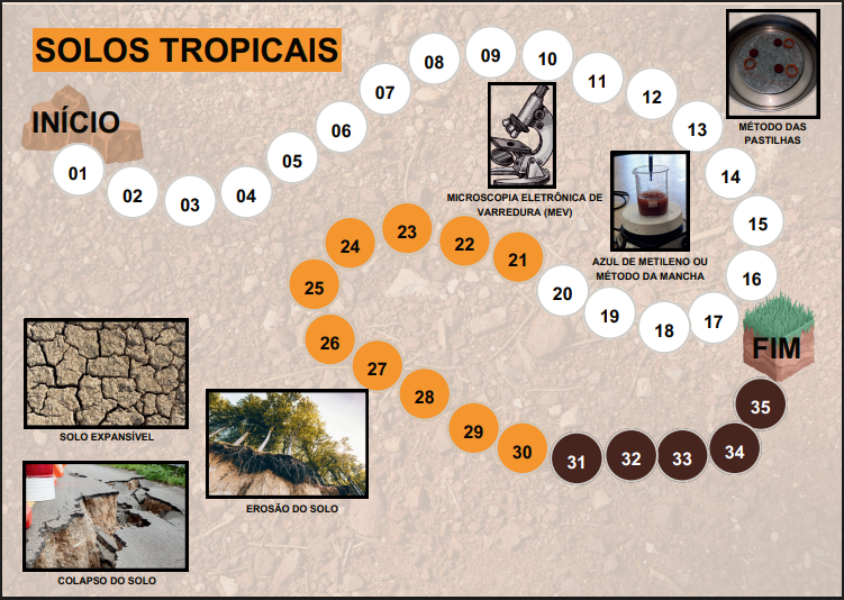 SOLOS TROPICAIS
INÍCIO
01
02
03
04
05
06
07
08
09
10
11
12
13
14
15
16
17
18
19
20
21
22
23
24
25
26
27
28
29
30
31
32
33
34
35
FIM
MÉTODO DAS
PASTILHAS
MICROSCOPIA ELETRÔNICA DE
VARREDURA (MEV)
AZUL DE METILENO OU
MÉTODO DA MANCHA
SOLO EXPANSÍVEL
EROSÃO DO SOLO
COLAPSO DO SOLO